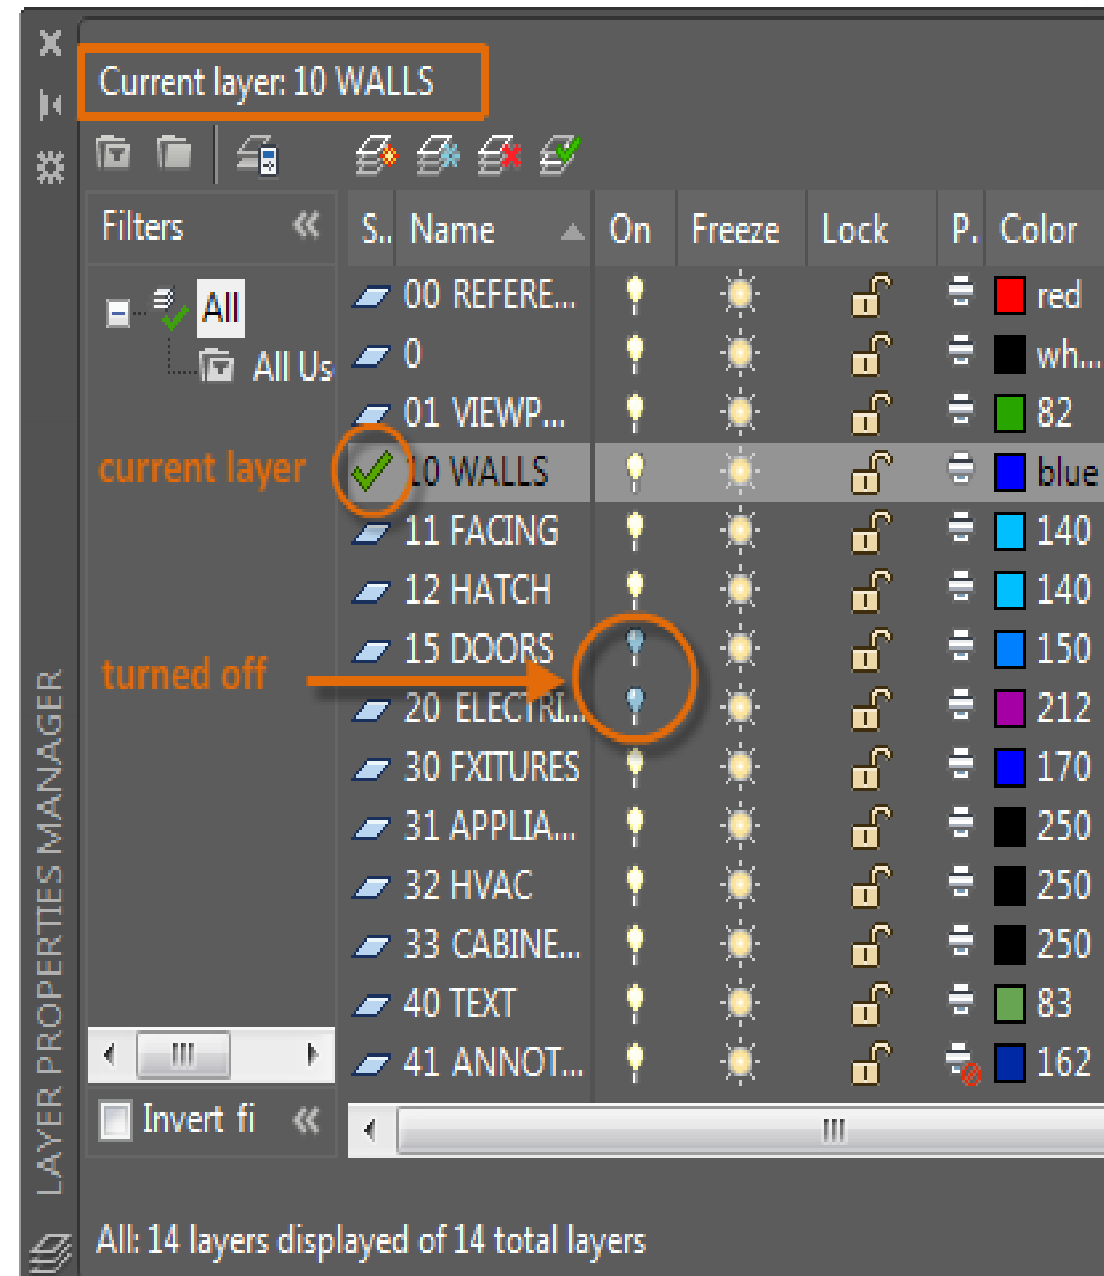 Current layer: 10 WALLS
Filters
S.. Name On Freeze Lock P. Color
All
All Us
00 REFERE... red
0 wh...
01 VIEWP... 82
current layer
10 WALLS blue
11 FACING 140
12 HATCH 140
15 DOORS 150
turned off
20 ELECTRI... 212
30 FXITURES 170
31 APPLIA... 250
32 HVAC 250
33 CABINE... 250
40 TEXT 83
41 ANNOT... 162
Invert fi
All: 14 layers displayed of 14 total layers
LAYER PROPERTIES MANAGER